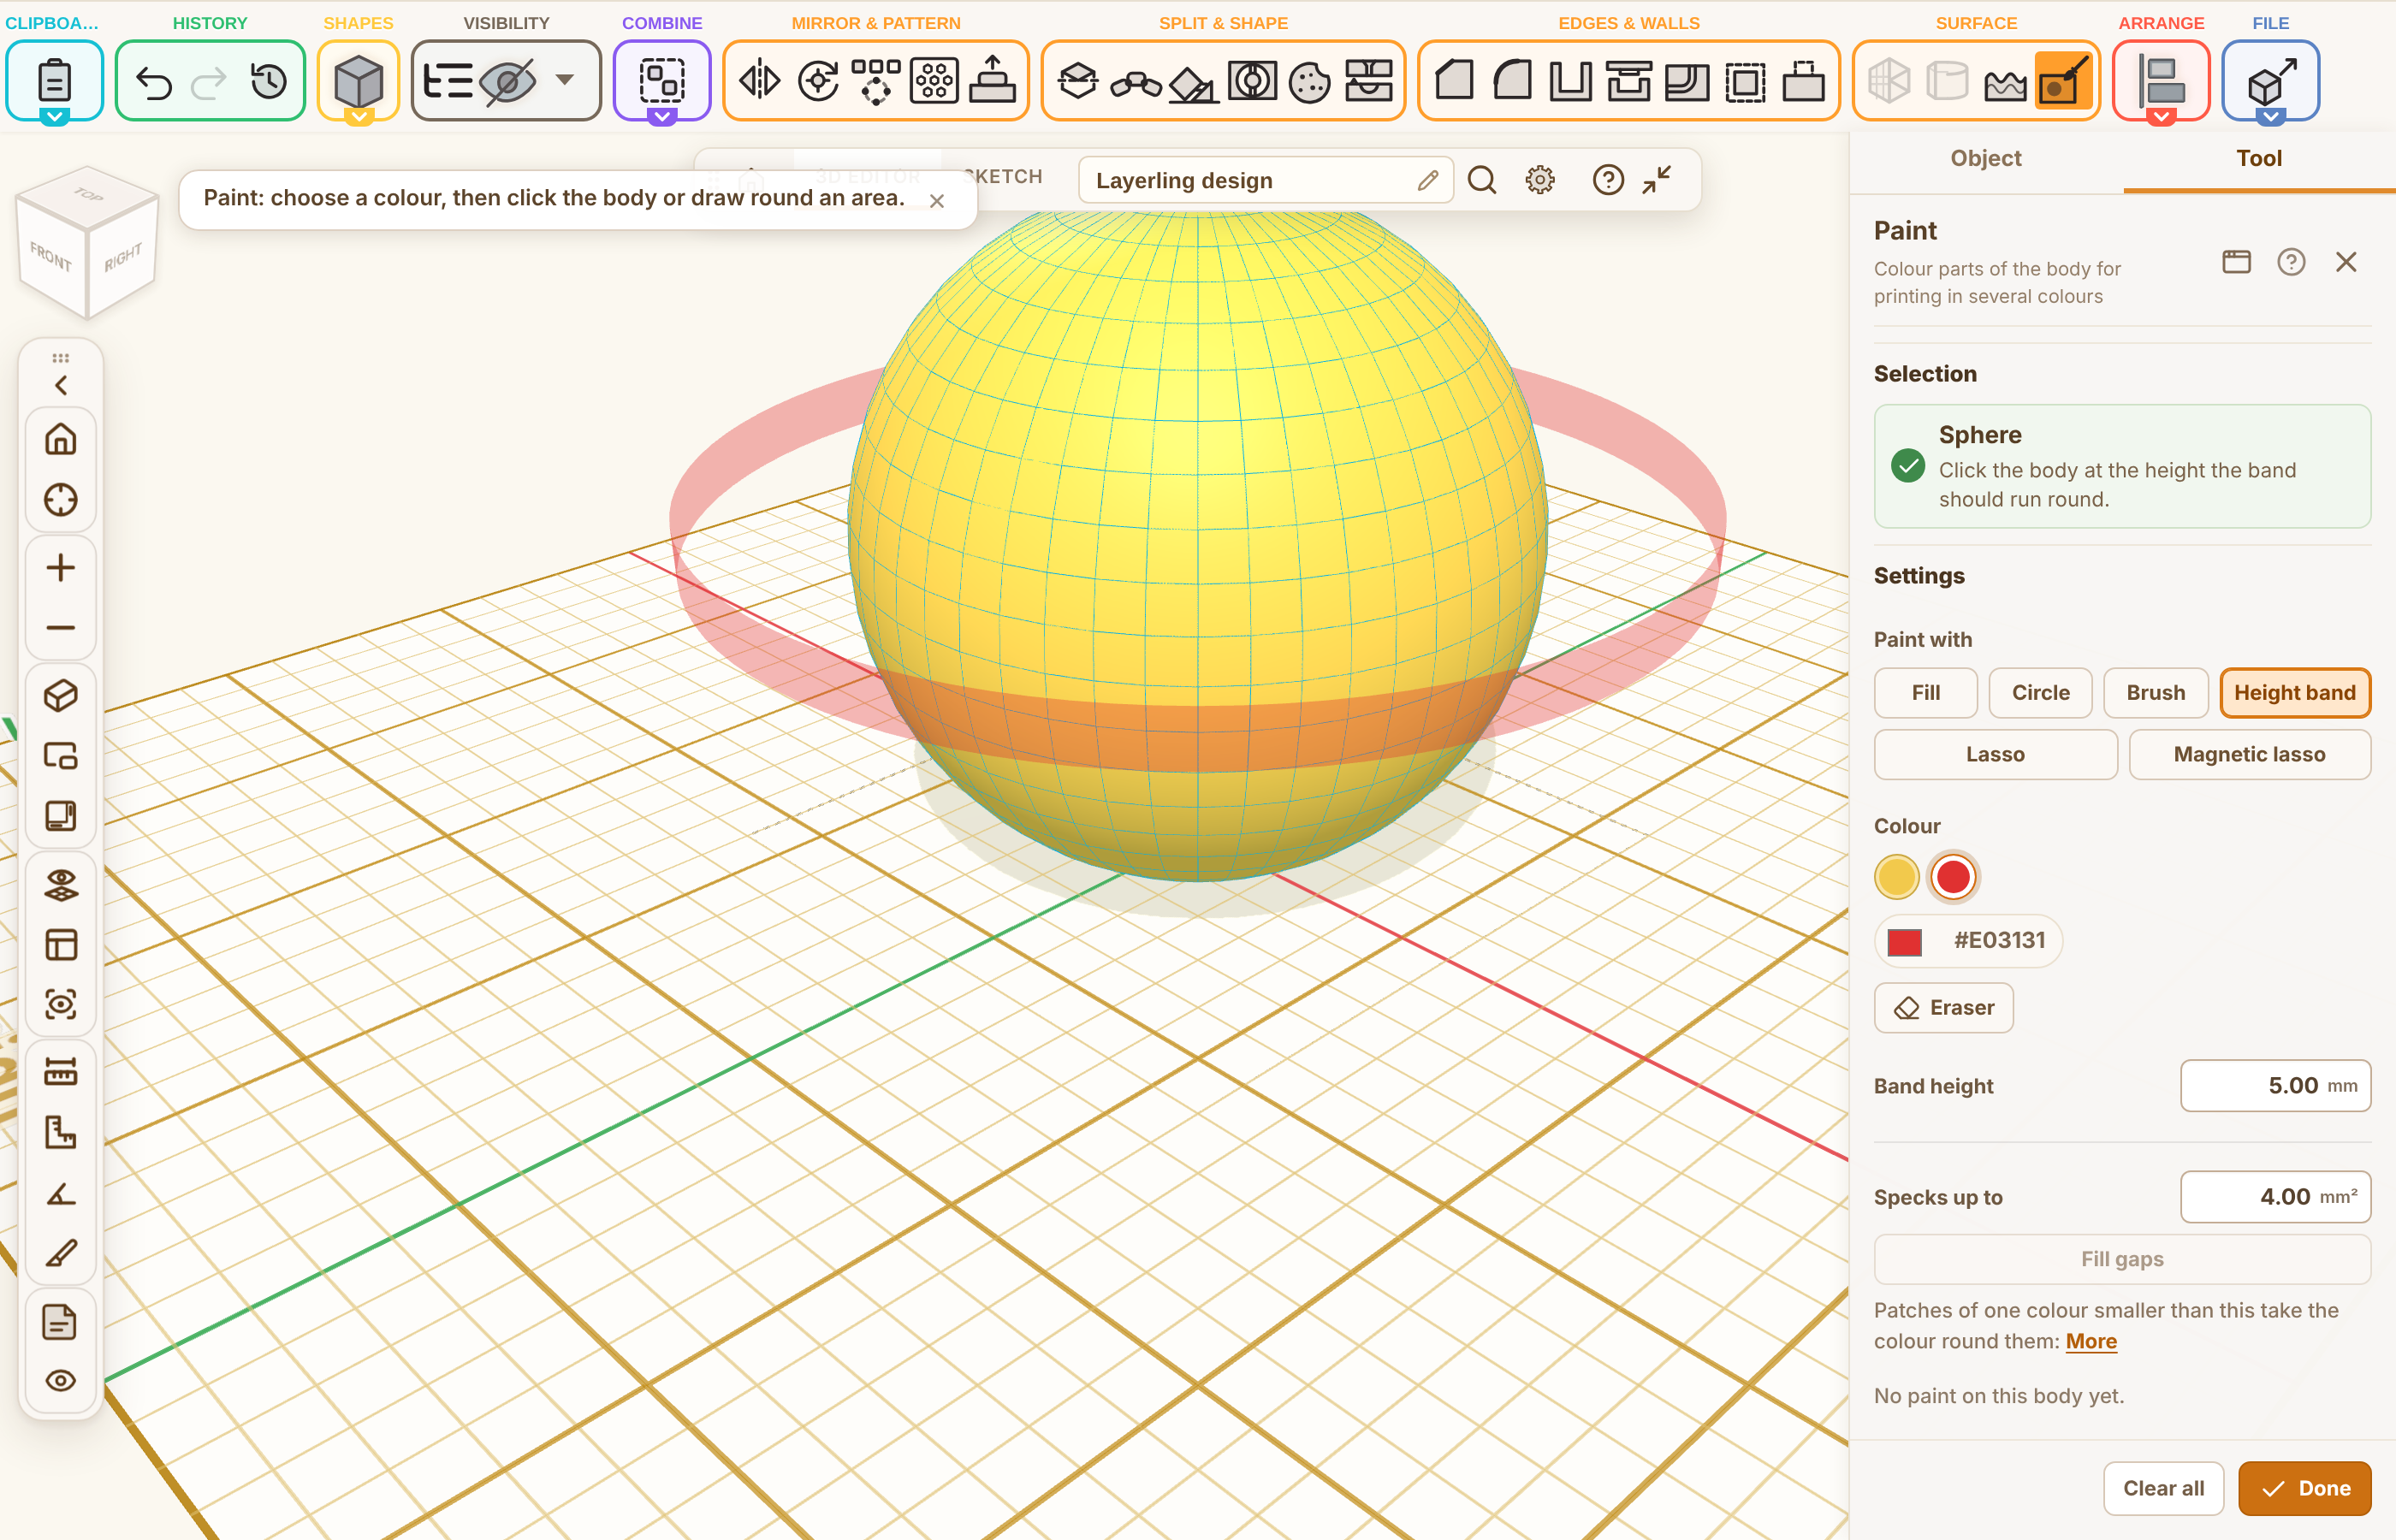 CLIPBOA...
HISTORY
SHAPES
VISIBILITY
COMBINE
MIRROR & PATTERN
SPLIT & SHAPE
EDGES & WALLS
SURFACE
ARRANGE
FILE
Object
Tool
3D EDITOR
SKETCH
Layerling design
Paint: choose a colour, then click the body or draw round an area.
TOP
FRONT
RIGHT
Paint
Colour parts of the body for
printing in several colours
Selection
Sphere
Click the body at the height the band
should run round.
Settings
Paint with
Fill
Circle
Brush
Height band
Lasso
Magnetic lasso
Colour
#E03131
Eraser
Band height
5.00 mm
Specks up to
4.00 mm²
Fill gaps
Patches of one colour smaller than this take the
colour round them: More
No paint on this body yet.
Clear all
Done